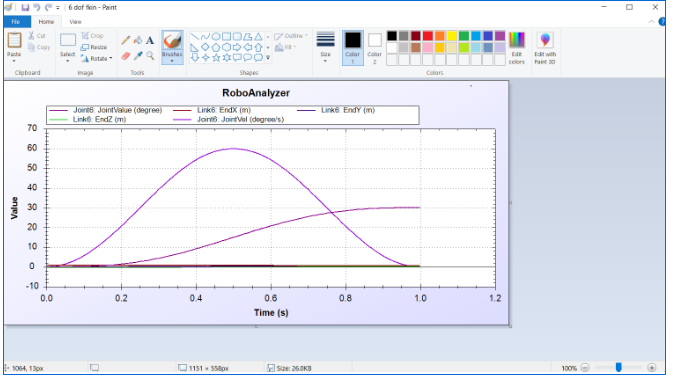 6 dof fkin - Paint
File Home View
Paste
Cut
Copy
Clipboard
Select
Crop
Resize
Rotate
Image
A
Tools
Brushes
Shapes
Outline
Fill
Size
Color 1
Color 2
Colors
Edit colors
Edit with Paint 3D
RoboAnalyzer
Joint6: JointValue (degree) Link6: EndX (m) Link6: EndY (m)
Link6: EndZ (m) Joint6: JointVel (degree/s)
70
60
50
40
30
20
10
0
-10
Value
0.0 0.2 0.4 0.6 0.8 1.0 1.2
Time (s)
1064, 13px
1151 × 358px
Size: 26.0KB
100%